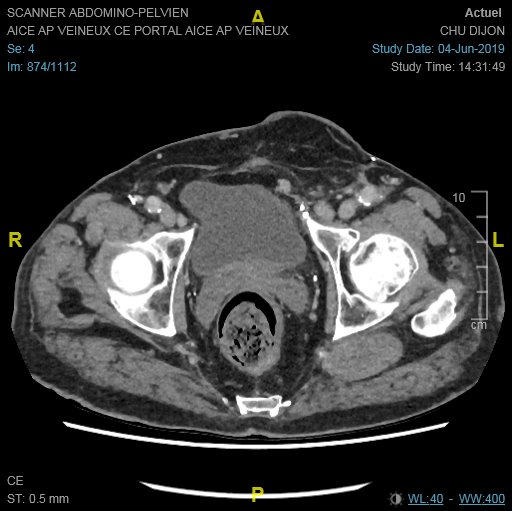 SCANNER ABDOMINO-PELVIEN
Actuel
AICE AP VEINEUX CE PORTAL AICE AP VEINEUX
CHU DIJON
Se: 4
Study Date: 04-Jun-2019
Im: 874/1112
Study Time: 14:31:49
A
10
R
L
cm
CE
P
ST: 0.5 mm
WL:40 - WW:400